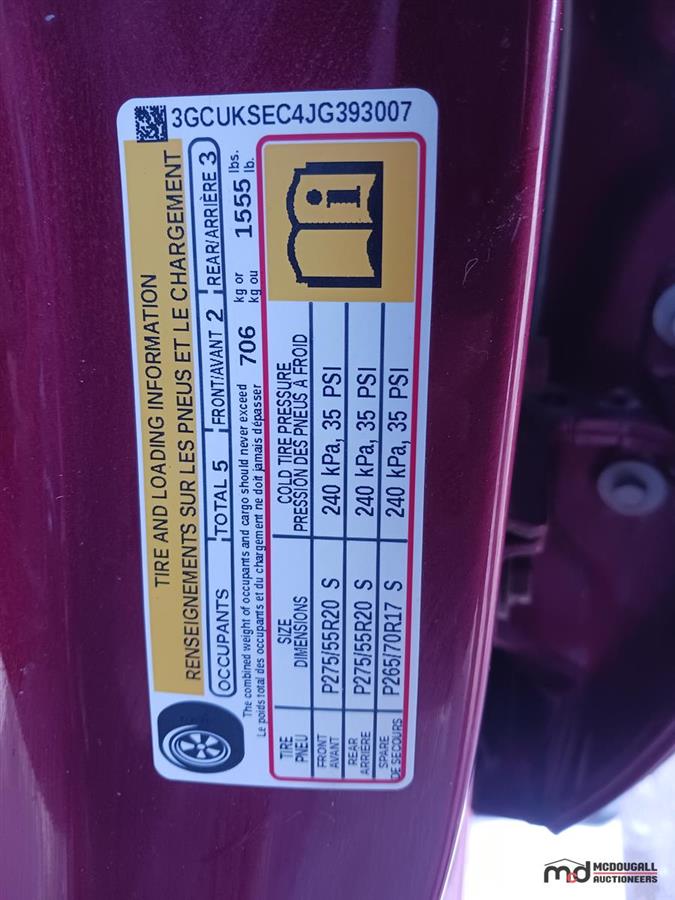 3GCUKSEC4JG393007
TIRE AND LOADING INFORMATION
RENSEIGNEMENTS SUR LES PNEUS ET LE CHARGEMENT
OCCUPANTS TOTAL 5 FRONT/AVANT 2 REAR/ARRIÈRE 3
The combined weight of occupants and cargo should never exceed 706 kg or 1555 lbs.
Le poids total des occupants et du chargement ne doit jamais dépasser kg ou lb.
TIRE SIZE COLD TIRE PRESSURE
PNEU DIMENSIONS PRESSION DES PNEUS À FROID
FRONT AVANT P275/55R20 S 240 kPa, 35 PSI
REAR ARRIÈRE P275/55R20 S 240 kPa, 35 PSI
SPARE DE SECOURS P265/70R17 S 240 kPa, 35 PSI
md MCDOUGALL
AUCTIONEERS